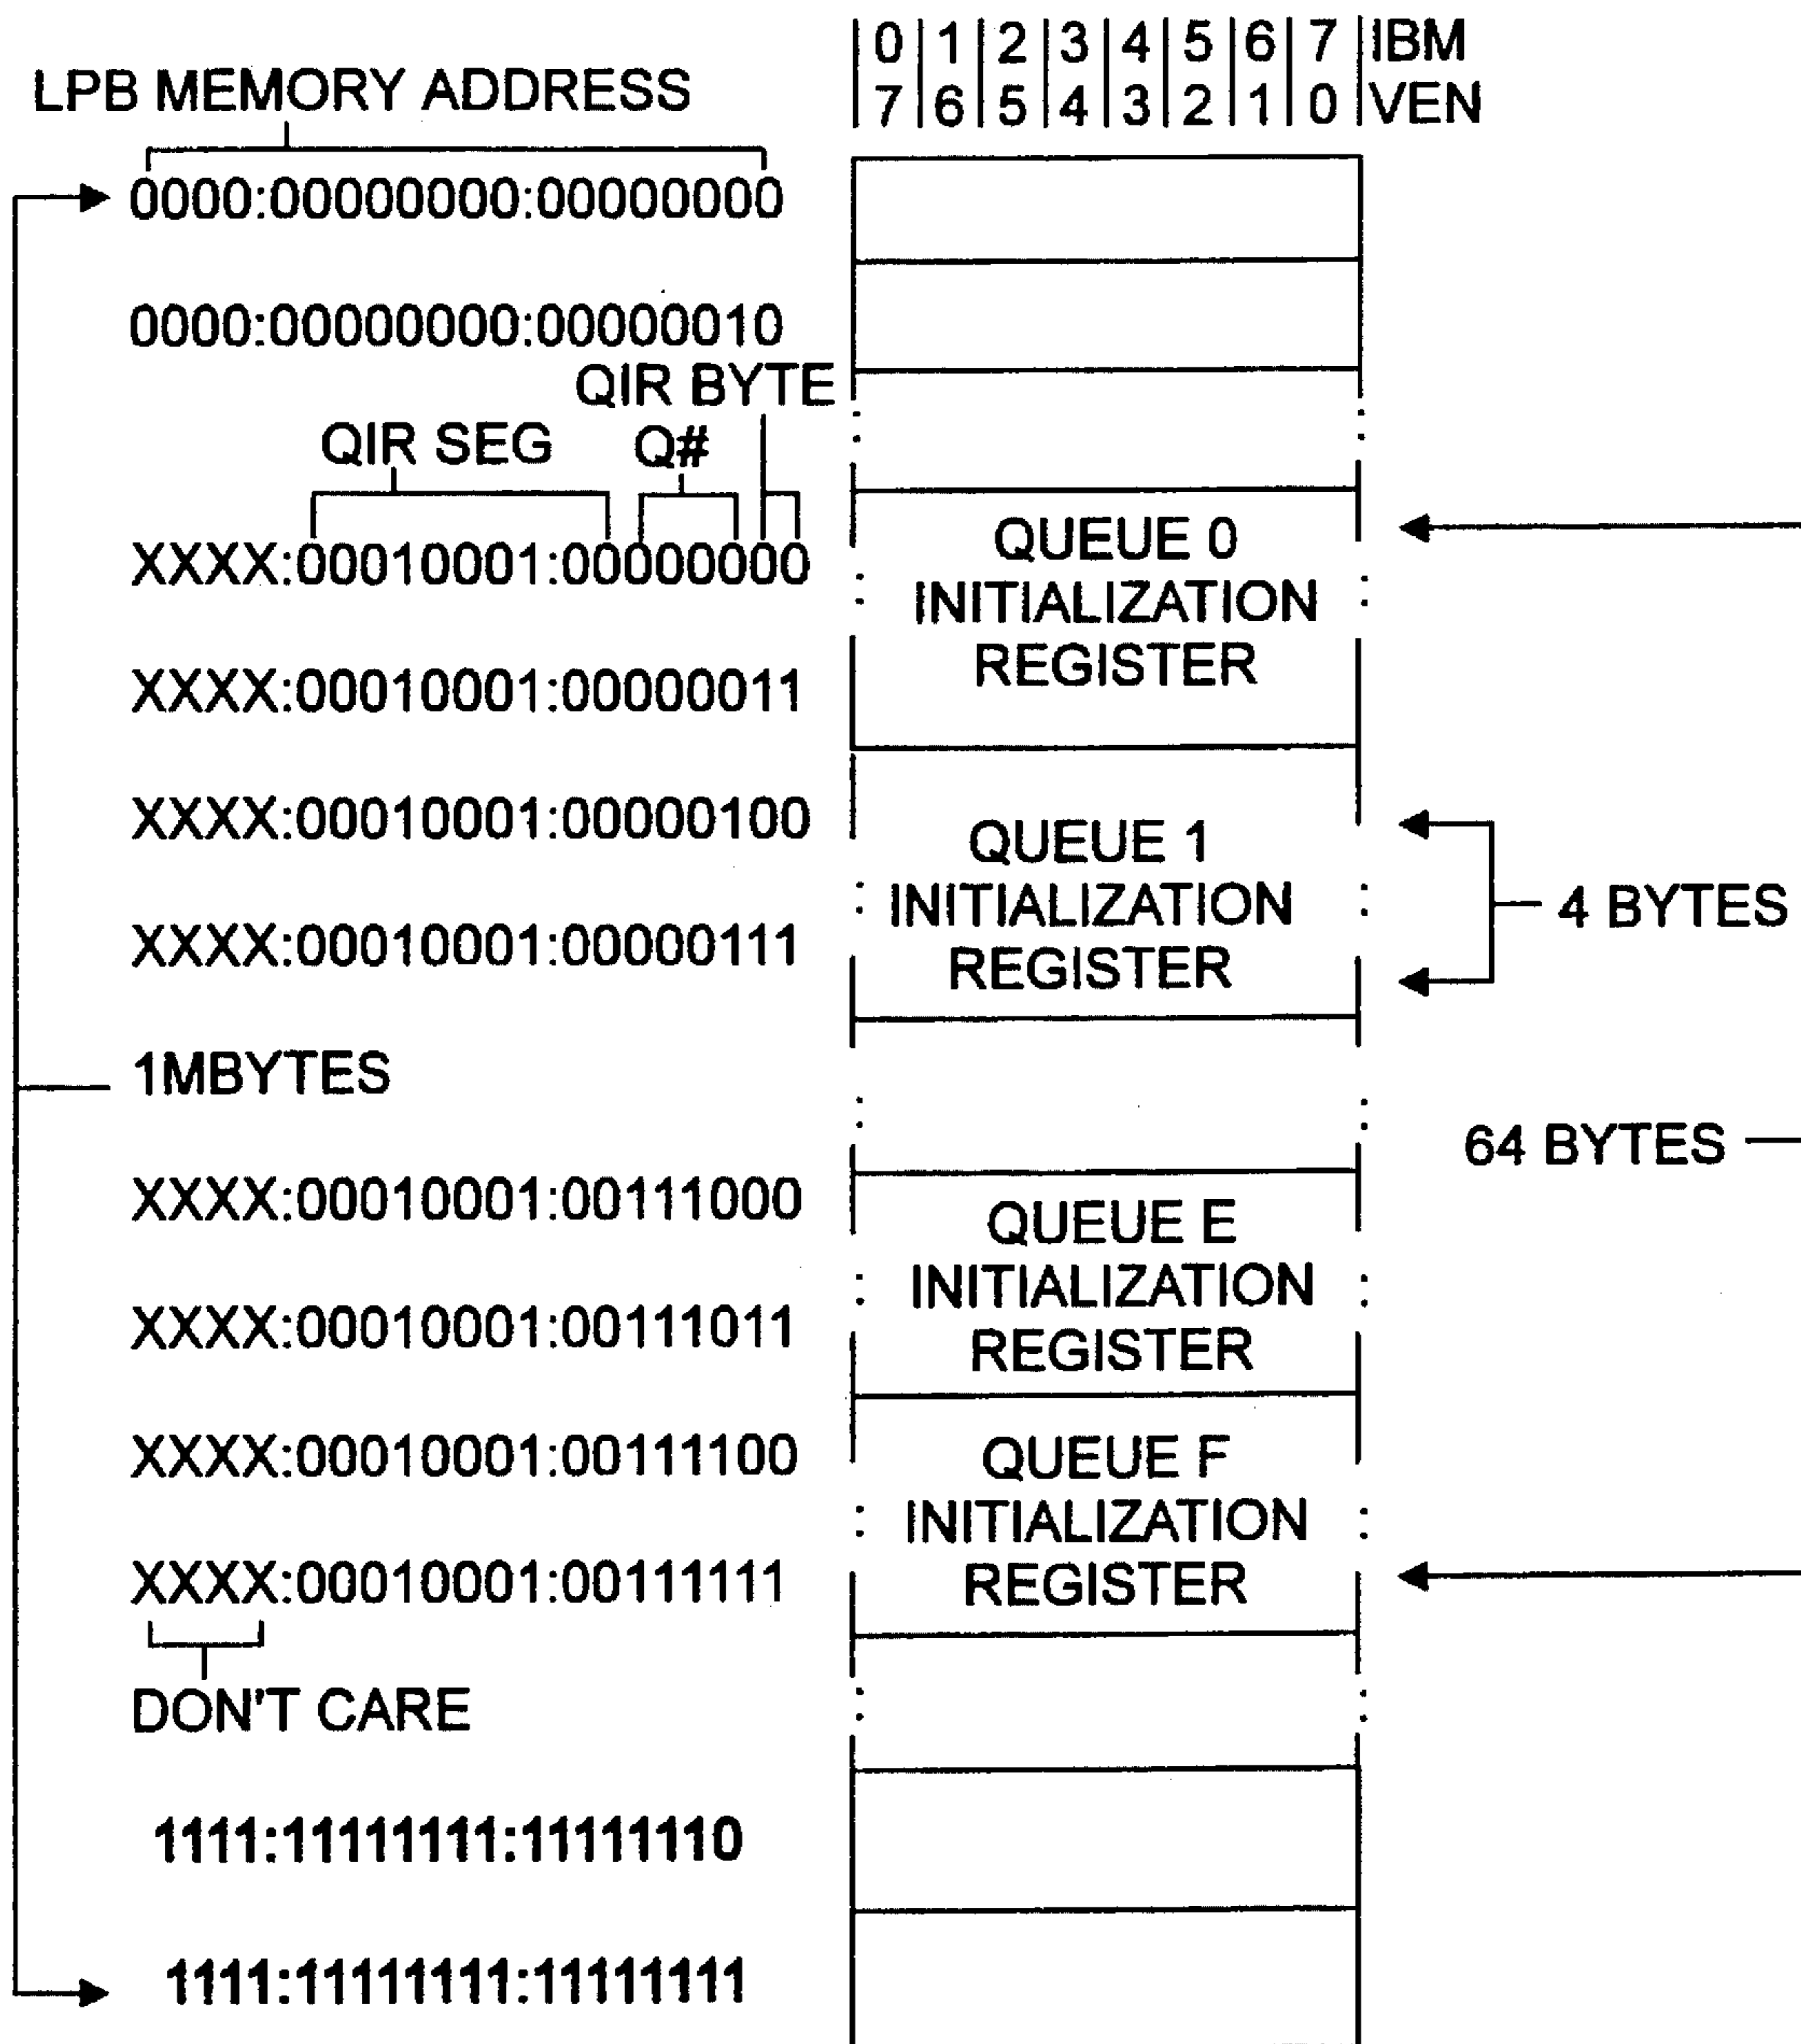 |0|1|2|3|4|5|6|7|IBM
LPB MEMORY ADDRESS
|7|6|5|4|3|2|1|0|VEN
0000:00000000:00000000
0000:00000000:00000010
QIR BYTE
QIR SEG Q#
XXXX:00010001:00000000
QUEUE 0
INITIALIZATION
REGISTER
XXXX:00010001:00000011
XXXX:00010001:00000100
QUEUE 1
INITIALIZATION
REGISTER
4 BYTES
XXXX:00010001:00000111
1MBYTES
64 BYTES
XXXX:00010001:00111000
QUEUE E
INITIALIZATION
REGISTER
XXXX:00010001:00111011
XXXX:00010001:00111100
QUEUE F
INITIALIZATION
REGISTER
XXXX:00010001:00111111
DON'T CARE
1111:11111111:11111110
1111:11111111:11111111